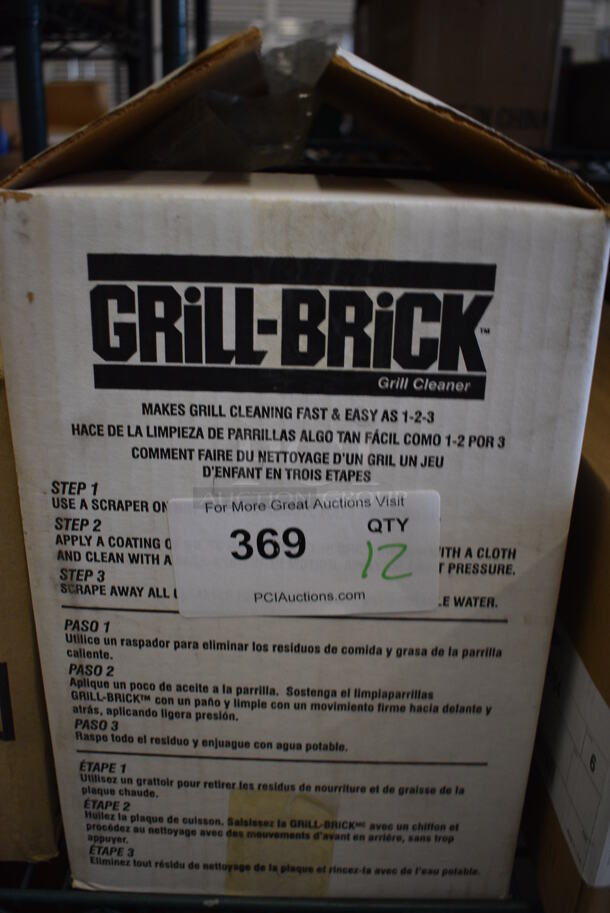 GRiLL-BRiCK™
Grill Cleaner
MAKES GRILL CLEANING FAST & EASY AS 1-2-3
HACE DE LA LIMPIEZA DE PARRILLAS ALGO TAN FÁCIL COMO 1-2 POR 3
COMMENT FAIRE DU NETTOYAGE D'UN GRIL UN JEU
D'ENFANT EN TROIS ETAPES
STEP 1
USE A SCRAPER ON
STEP 2
APPLY A COATING WITH A CLOTH
AND CLEAN WITH A PRESSURE.
STEP 3
SCRAPE AWAY ALL WATER.
For More Great Auctions Visit
369 QTY 12
PCIAuctions.com
PASO 1
Utilice un raspador para eliminar los residuos de comida y grasa de la parrilla
caliente.
PASO 2
Aplique un poco de aceite a la parrilla. Sostenga el limpiaparrillas
GRILL-BRICK™ con un paño y limpie con un movimiento firme hacia delante y
atrás, aplicando ligera presión.
PASO 3
Raspe todo el residuo y enjuague con agua potable.
ÉTAPE 1
Utilisez un grattoir pour retirer les residus de nourriture et de graisse de la
plaque chaude.
ÉTAPE 2
Huilez la plaque de cuisson. Saisissez la GRILL-BRICK avec un chiffon et
procédez au nettoyage avec des mouvements d'avant en arrière, sans trop
appuyer.
ÉTAPE 3
Eliminez tout résidu de nettoyage de la plaque et rincez-la avec de l'eau potable.
IN CHINA
6